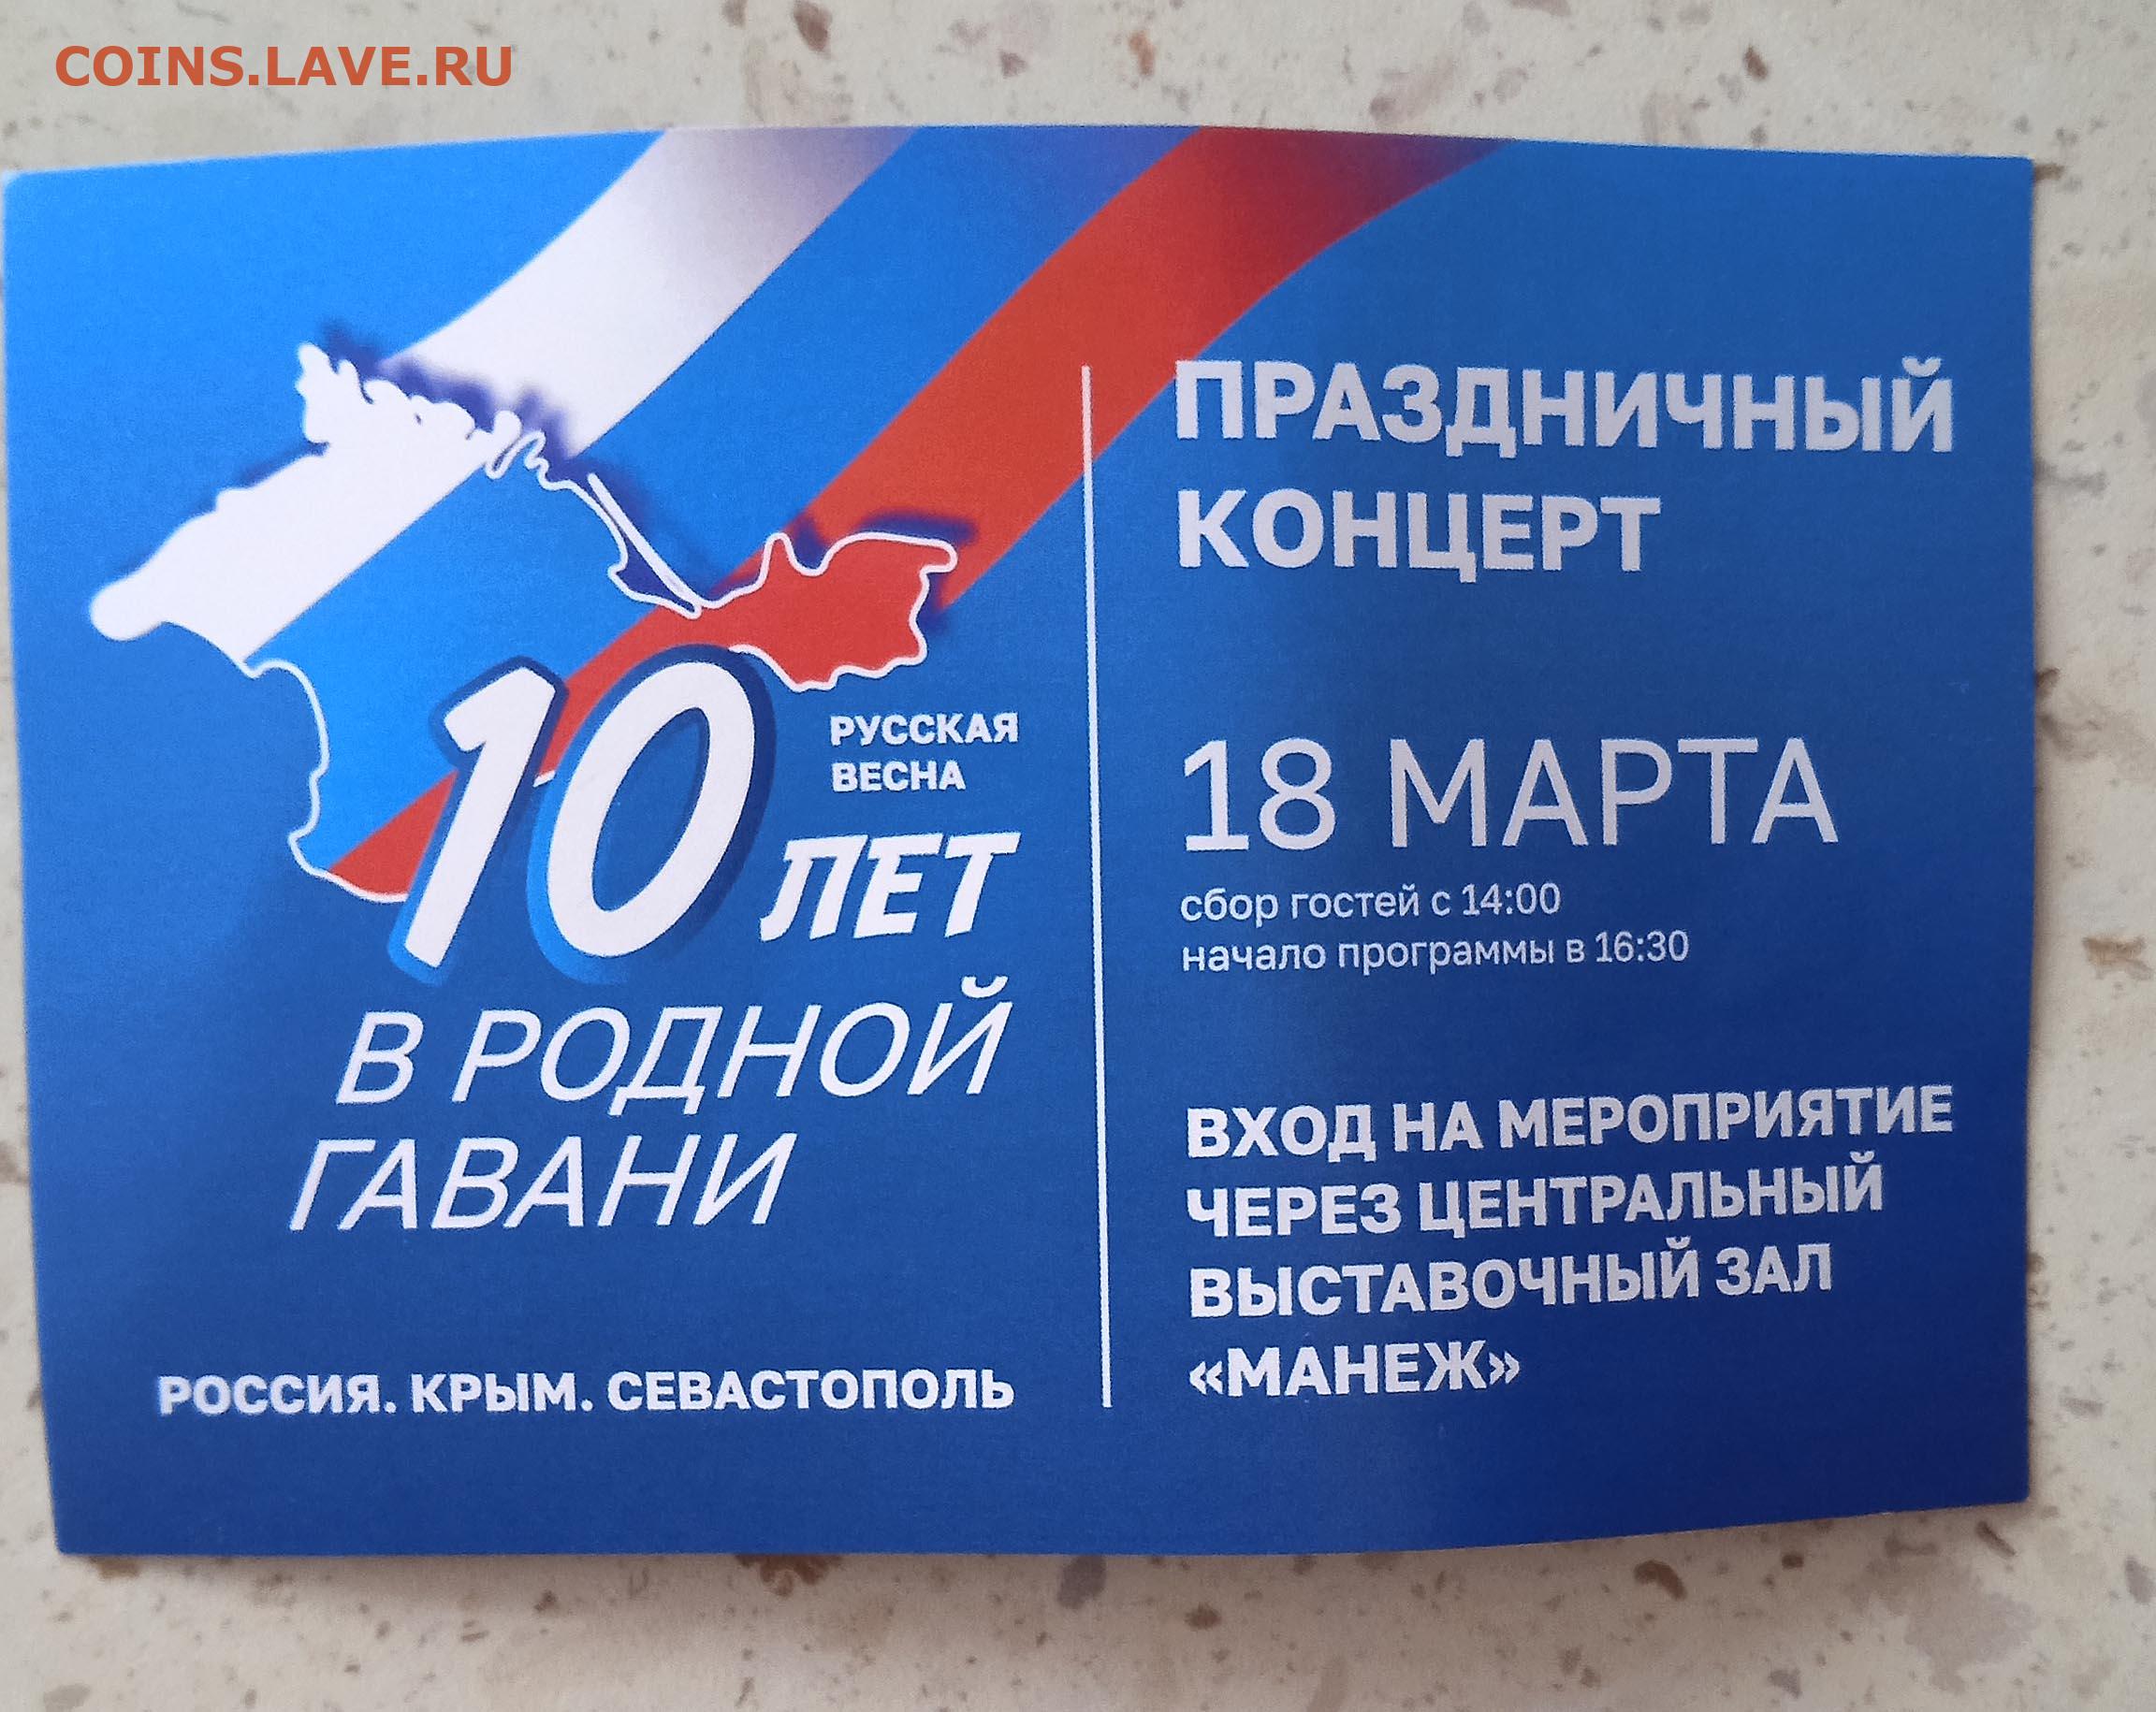 COINS.LAVE.RU
10
РУССКАЯ
ВЕСНА
ЛЕТ
В РОДНОЙ
ГАВАНИ
РОССИЯ. КРЫМ. СЕВАСТОПОЛЬ
ПРАЗДНИЧНЫЙ
КОНЦЕРТ
18 МАРТА
сбор гостей с 14:00
начало программы в 16:30
ВХОД НА МЕРОПРИЯТИЕ
ЧЕРЕЗ ЦЕНТРАЛЬНЫЙ
ВЫСТАВОЧНЫЙ ЗАЛ
«МАНЕЖ»